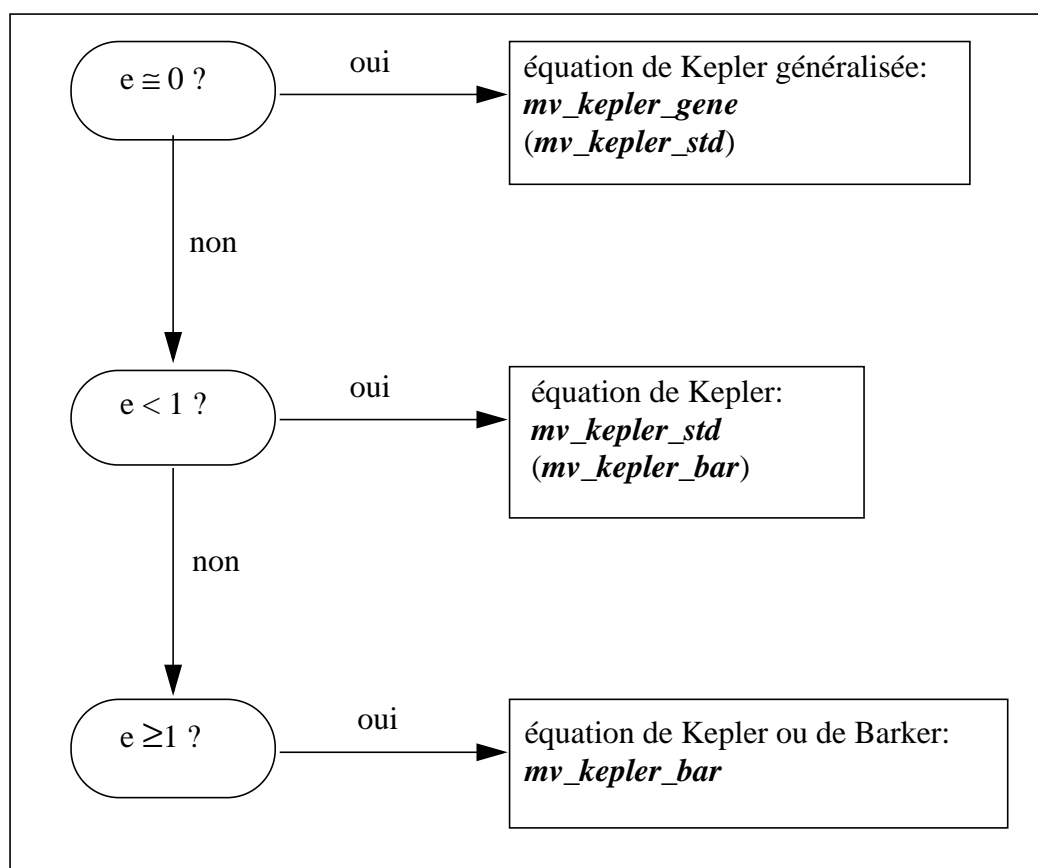 e ≅ 0 ?
oui
équation de Kepler généralisée:
mv_kepler_gene
(mv_kepler_std)
non
e < 1 ?
oui
équation de Kepler:
mv_kepler_std
(mv_kepler_bar)
non
e ≥1 ?
oui
équation de Kepler ou de Barker:
mv_kepler_bar